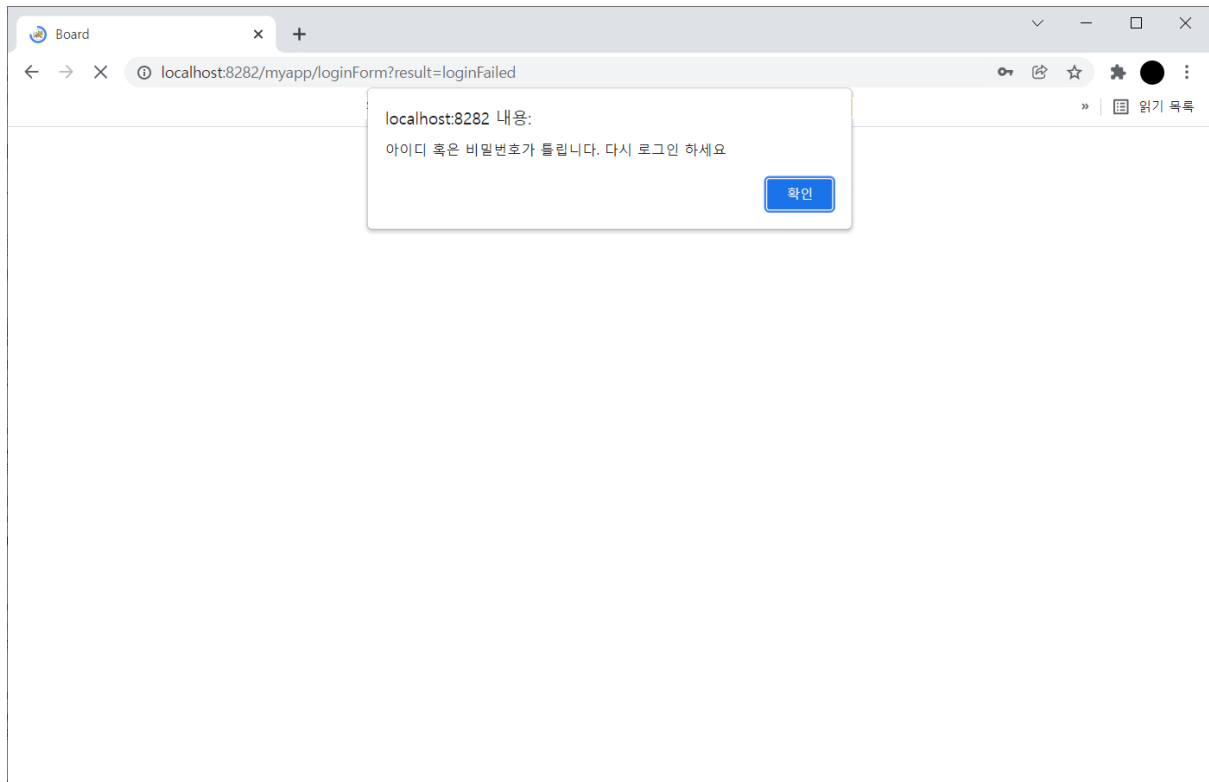 Board
localhost:8282/myapp/loginForm?result=loginFailed
» 읽기 목록
localhost:8282 내용:
아이디 혹은 비밀번호가 틀립니다. 다시 로그인 하세요
확인